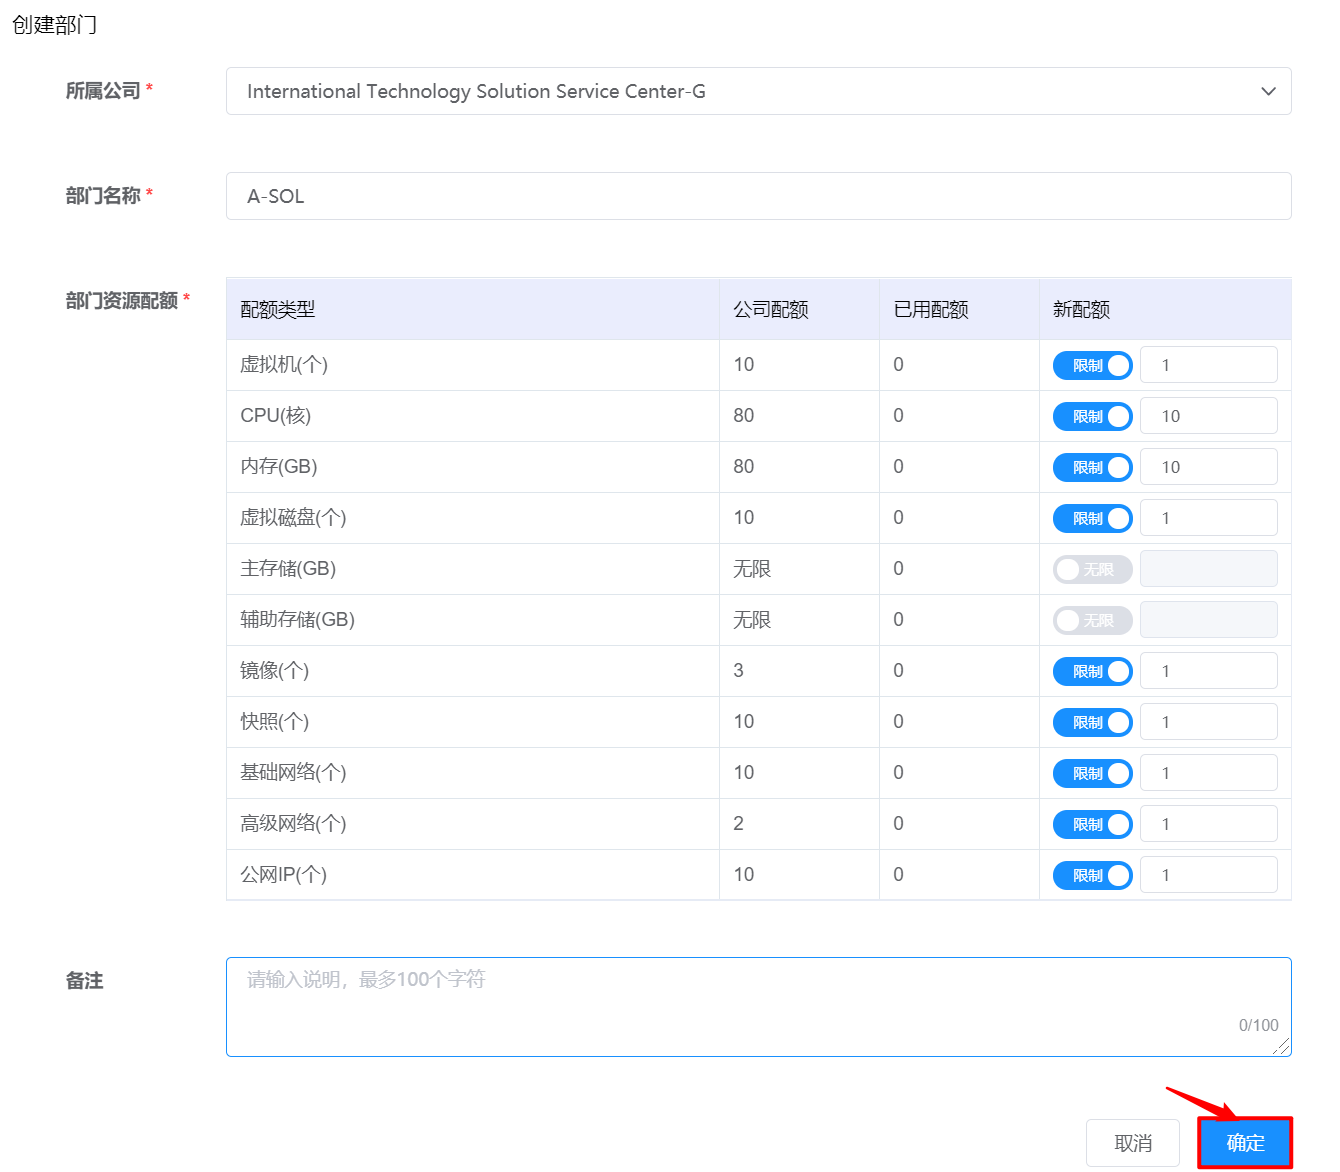 创建部门
所属公司 *
International Technology Solution Service Center-G
部门名称 *
A-SOL
部门资源配额 *
配额类型 公司配额 已用配额 新配额
虚拟机(个) 10 0 限制 1
CPU(核) 80 0 限制 10
内存(GB) 80 0 限制 10
虚拟磁盘(个) 10 0 限制 1
主存储(GB) 无限 0 无限
辅助存储(GB) 无限 0 无限
镜像(个) 3 0 限制 1
快照(个) 10 0 限制 1
基础网络(个) 10 0 限制 1
高级网络(个) 2 0 限制 1
公网IP(个) 10 0 限制 1
备注
请输入说明，最多100个字符
0/100
取消 确定